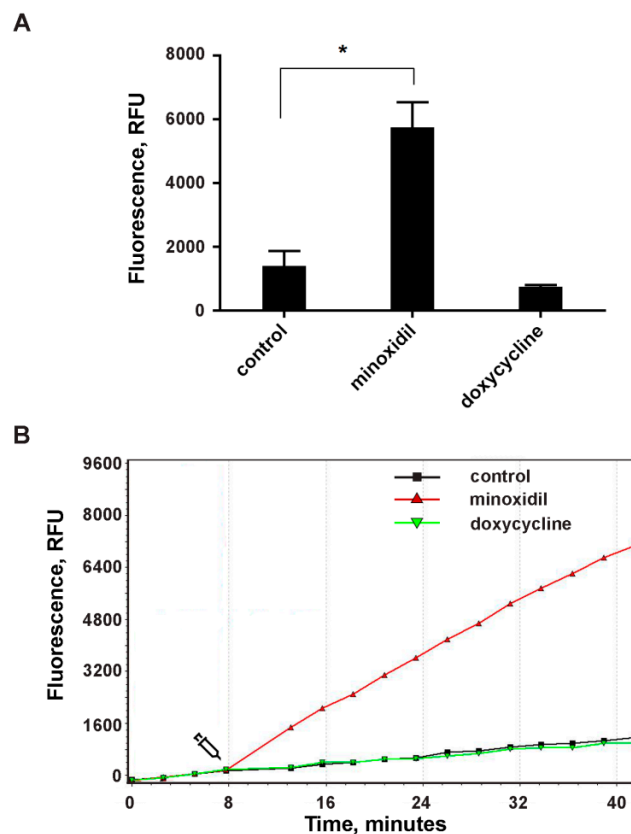 A
8000
6000
4000
2000
0
Fluorescence, RFU
*
control
minoxidil
doxycycline
B
9600
8000
6400
4800
3200
1600
0
Fluorescence, RFU
control
minoxidil
doxycycline
0 8 16 24 32 40
Time, minutes